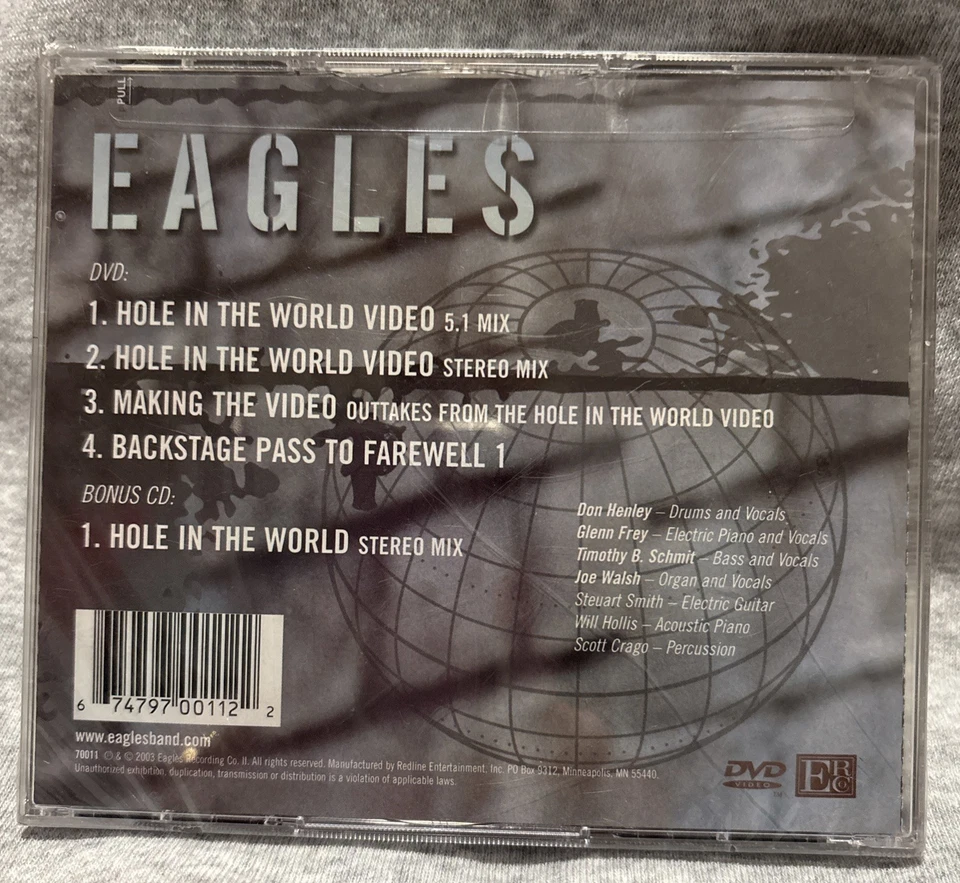 PULL
EAGLES
DVD:
1. HOLE IN THE WORLD VIDEO 5.1 MIX
2. HOLE IN THE WORLD VIDEO STEREO MIX
3. MAKING THE VIDEO OUTTAKES FROM THE HOLE IN THE WORLD VIDEO
4. BACKSTAGE PASS TO FAREWELL 1
BONUS CD:
1. HOLE IN THE WORLD STEREO MIX
Don Henley – Drums and Vocals
Glenn Frey – Electric Piano and Vocals
Timothy B. Schmit – Bass and Vocals
Joe Walsh – Organ and Vocals
Steuart Smith – Electric Guitar
Will Hollis – Acoustic Piano
Scott Crago – Percussion
6 74797 00112 2
www.eaglesband.com
70011 ℗ & © 2003 Eagles Recording Co. II. All rights reserved. Manufactured by Redline Entertainment, Inc. PO Box 9312, Minneapolis, MN 55440.
Unauthorized exhibition, duplication, transmission or distribution is a violation of applicable laws.
DVD
VIDEO
TM
ERC